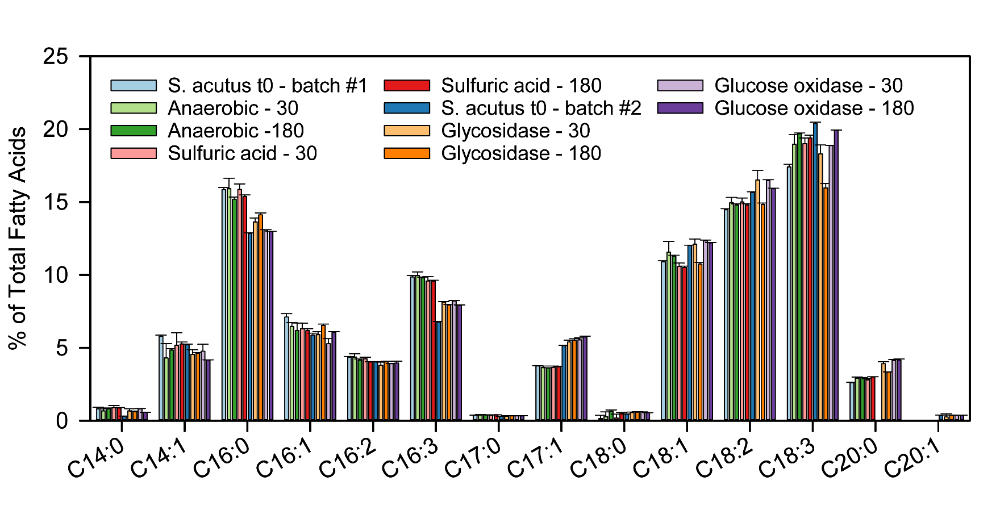 25
S. acutus t0 - batch #1
Sulfuric acid - 180
Glucose oxidase - 30
Anaerobic - 30
S. acutus t0 - batch #2
Glucose oxidase - 180
Anaerobic -180
Glycosidase - 30
Sulfuric acid - 30
Glycosidase - 180
20
15
10
5
0
% of Total Fatty Acids
C14:0
C14:1
C16:0
C16:1
C16:2
C16:3
C17:0
C17:1
C18:0
C18:1
C18:2
C18:3
C20:0
C20:1